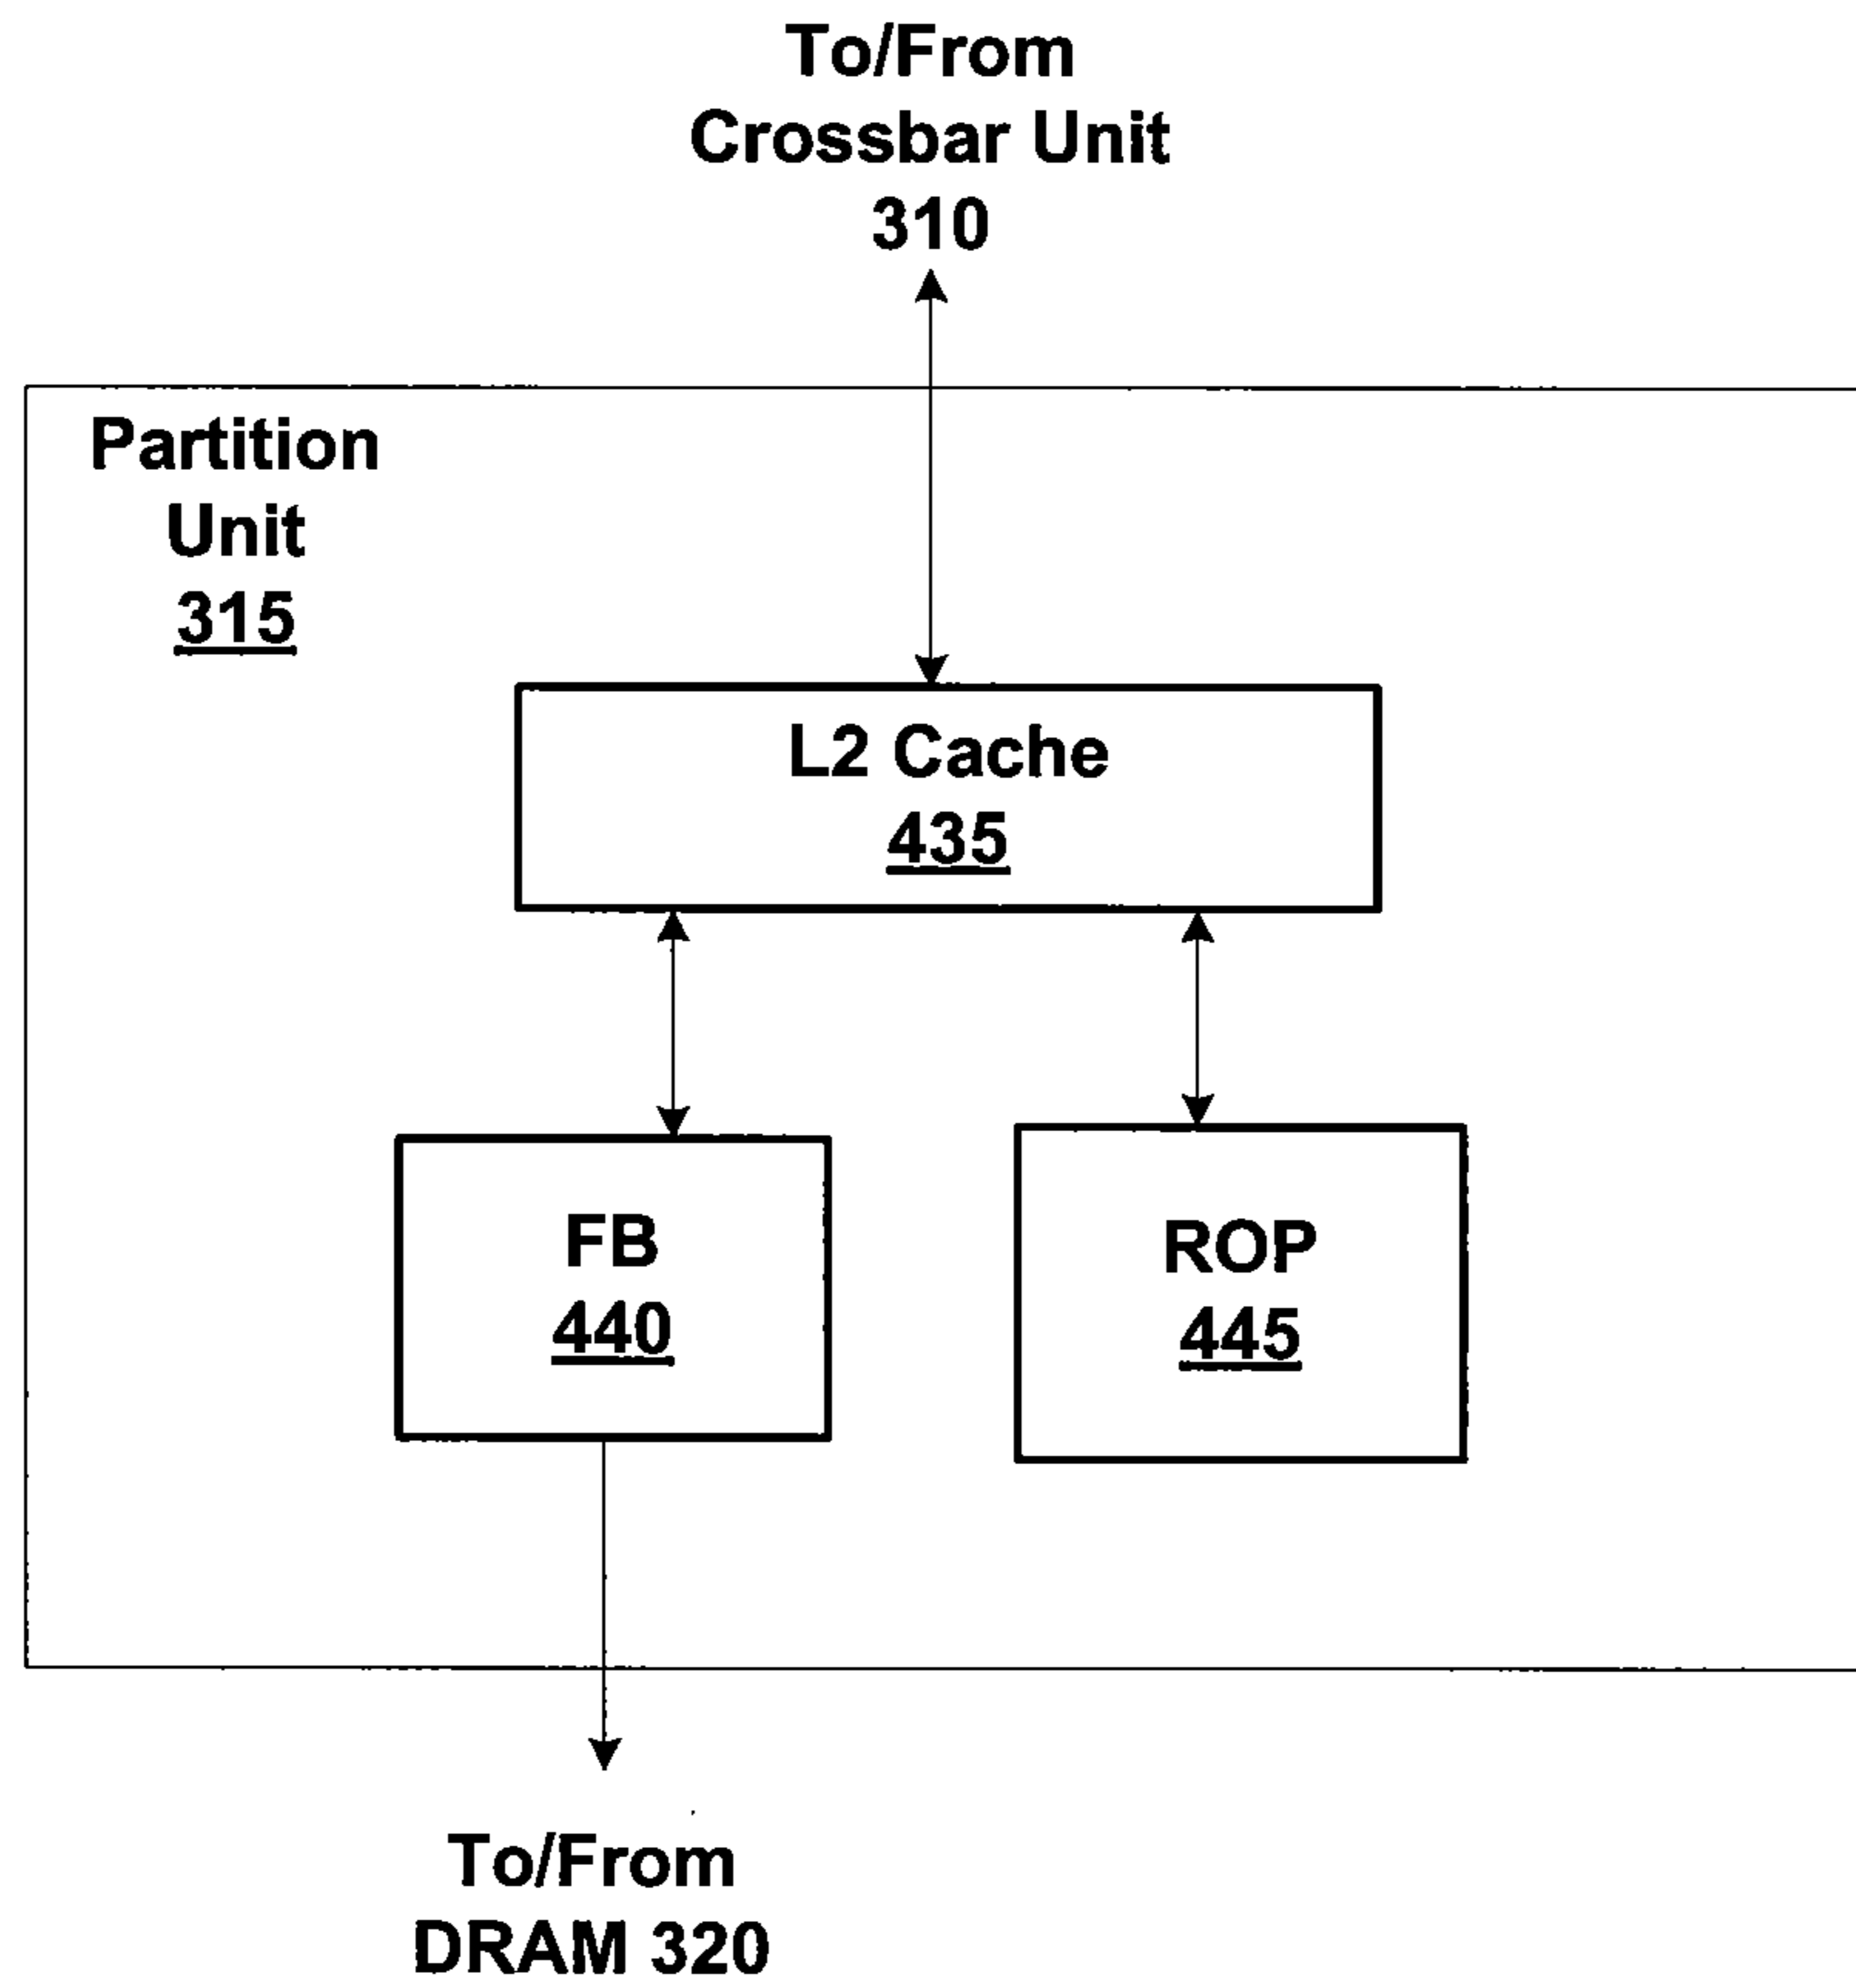 To/From
Crossbar Unit
310
Partition
Unit
315
L2 Cache
435
FB
440
ROP
445
To/From
DRAM 320